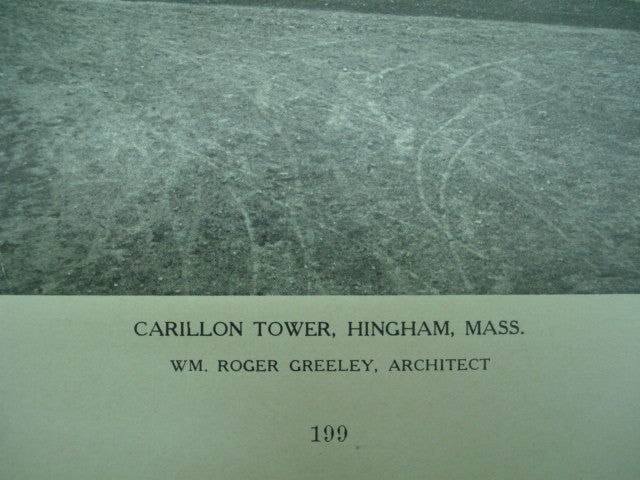 CARILLON TOWER, HINGHAM, MASS.
WM. ROGER GREELEY, ARCHITECT
199